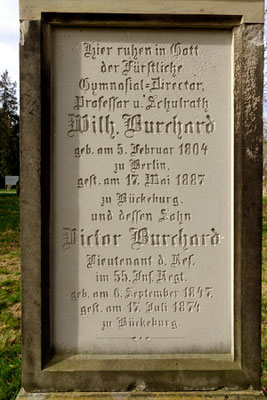 Hier ruhen in Gott
der Fürstliche
Gymnasial-Director,
Professor u. Schulrath
Wilh. Burchard
geb. am 5. Februar 1804
zu Berlin,
gest. am 17. Mai 1887
zu Bückeburg,
und dessen Sohn
Victor Burchard
Lieutenant d. Res.
im 55. Inf. Regt.
geb. am 6. September 1847,
gest. am 17. Juli 1874
zu Bückeburg.